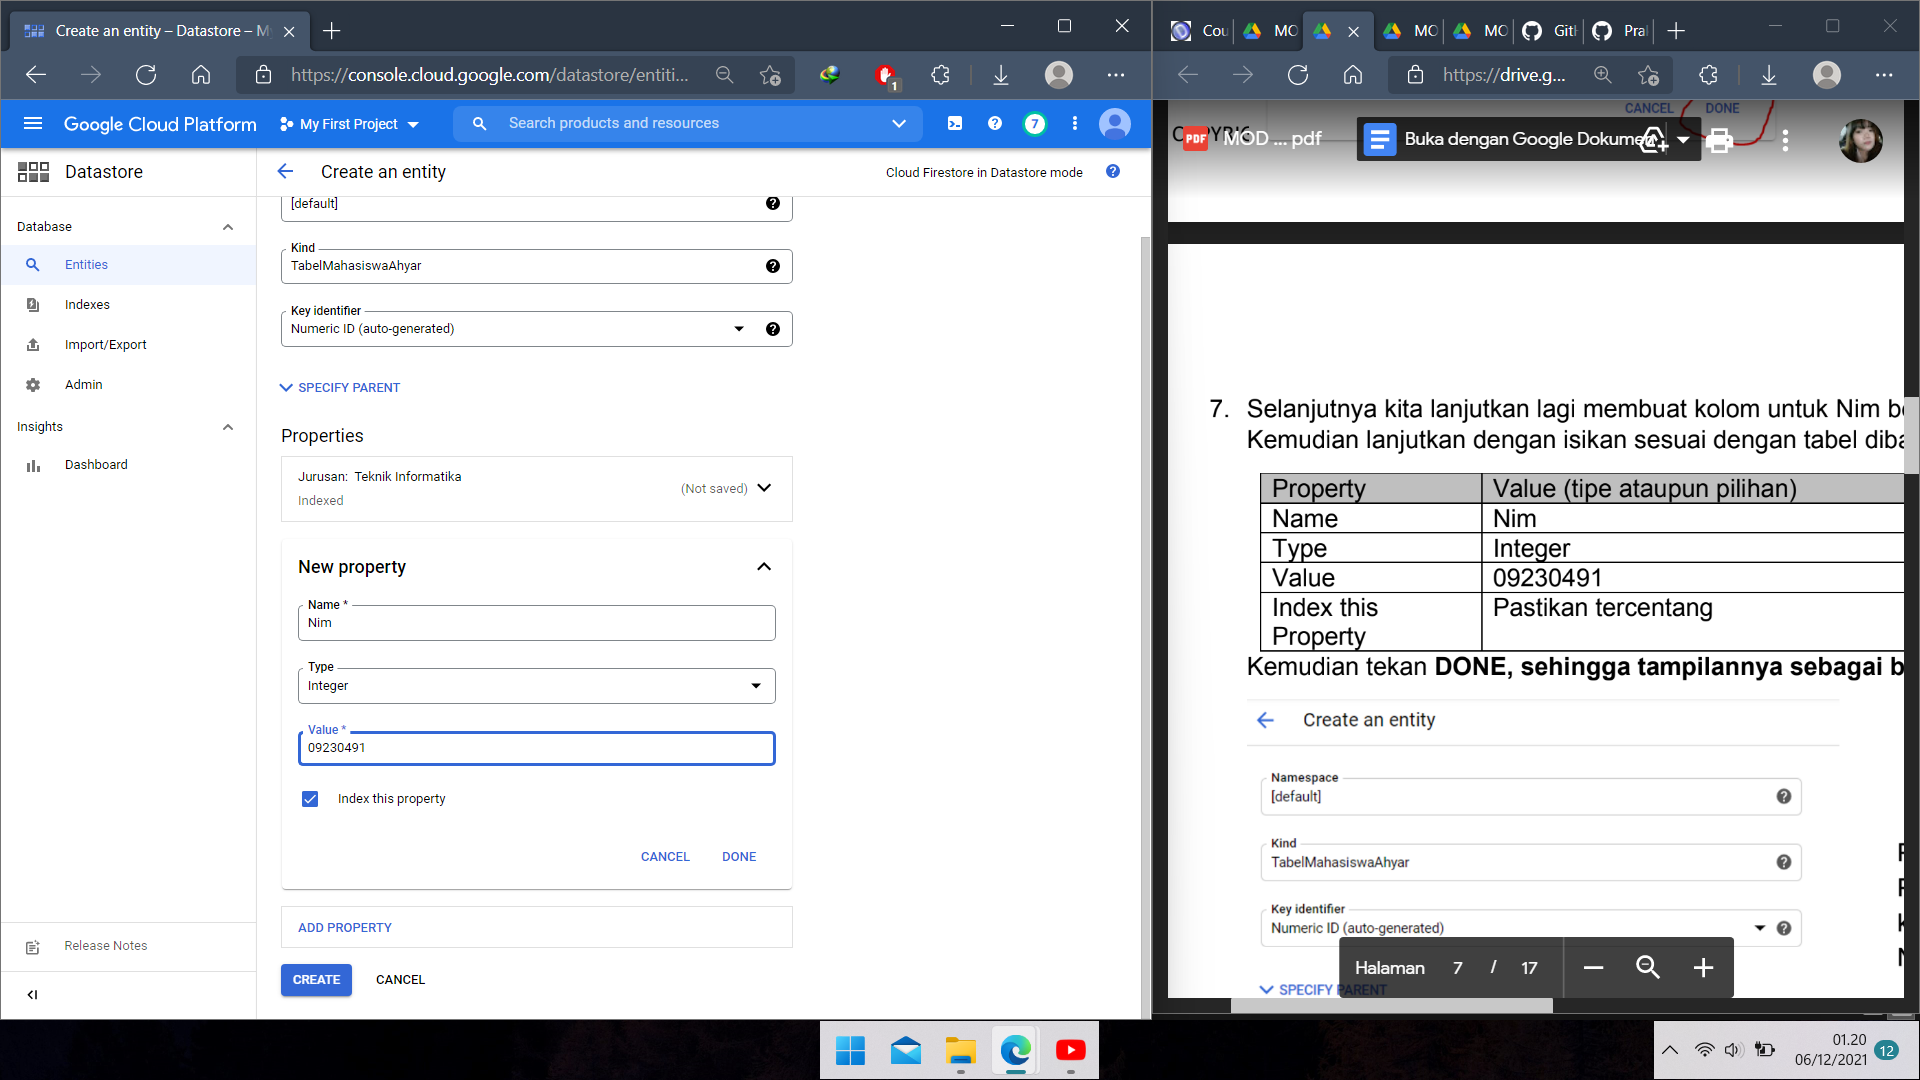 Create an entity – Datastore – My
https://console.cloud.google.com/datastore/entiti...
1
Google Cloud Platform
My First Project
Search products and resources
7
Datastore
Create an entity
Cloud Firestore in Datastore mode
Database
Entities
Indexes
Import/Export
Admin
Insights
Dashboard
Release Notes
[default]
Kind
TabelMahasiswaAhyar
Key identifier
Numeric ID (auto-generated)
SPECIFY PARENT
Properties
Jurusan: Teknik Informatika
Indexed
(Not saved)
New property
Name *
Nim
Type
Integer
Value *
09230491
Index this property
CANCEL
DONE
ADD PROPERTY
CREATE
CANCEL
Cou
MO
MO
MO
Git
Pra
https://drive.g...
CANCEL
DONE
PDF
MOD ... pdf
Buka dengan Google Dokumen
7. Selanjutnya kita lanjutkan lagi membuat kolom untuk Nim
Kemudian lanjutkan dengan isikan sesuai dengan tabel
Property
Value (tipe ataupun pilihan)
Name
Nim
Type
Integer
Value
09230491
Index this
Property
Pastikan tercentang
Kemudian tekan DONE, sehingga tampilannya sebagai
Create an entity
Namespace
[default]
Kind
TabelMahasiswaAhyar
Key identifier
Numeric ID (auto-generated)
SPECIFY PARENT
Halaman 7 / 17
01.20
06/12/2021
12